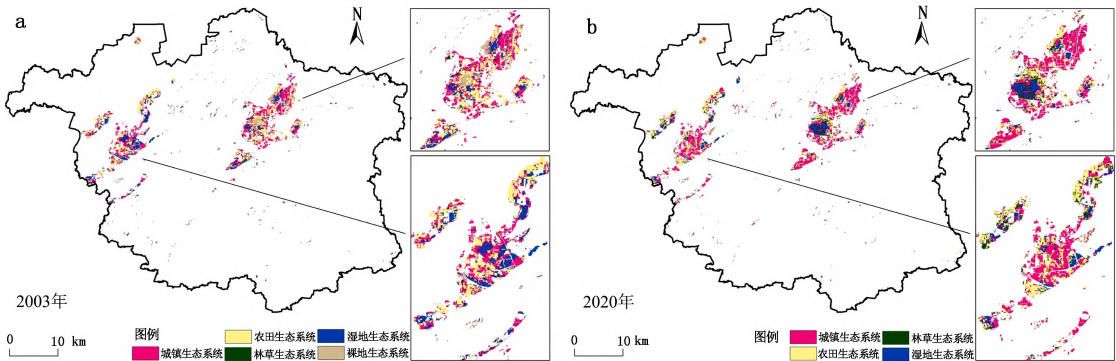 a
N
2003年
0 10 km
图例
城镇生态系统
农田生态系统
林草生态系统
湿地生态系统
裸地生态系统
b
N
2020年
0 10 km
图例
城镇生态系统
农田生态系统
林草生态系统
湿地生态系统